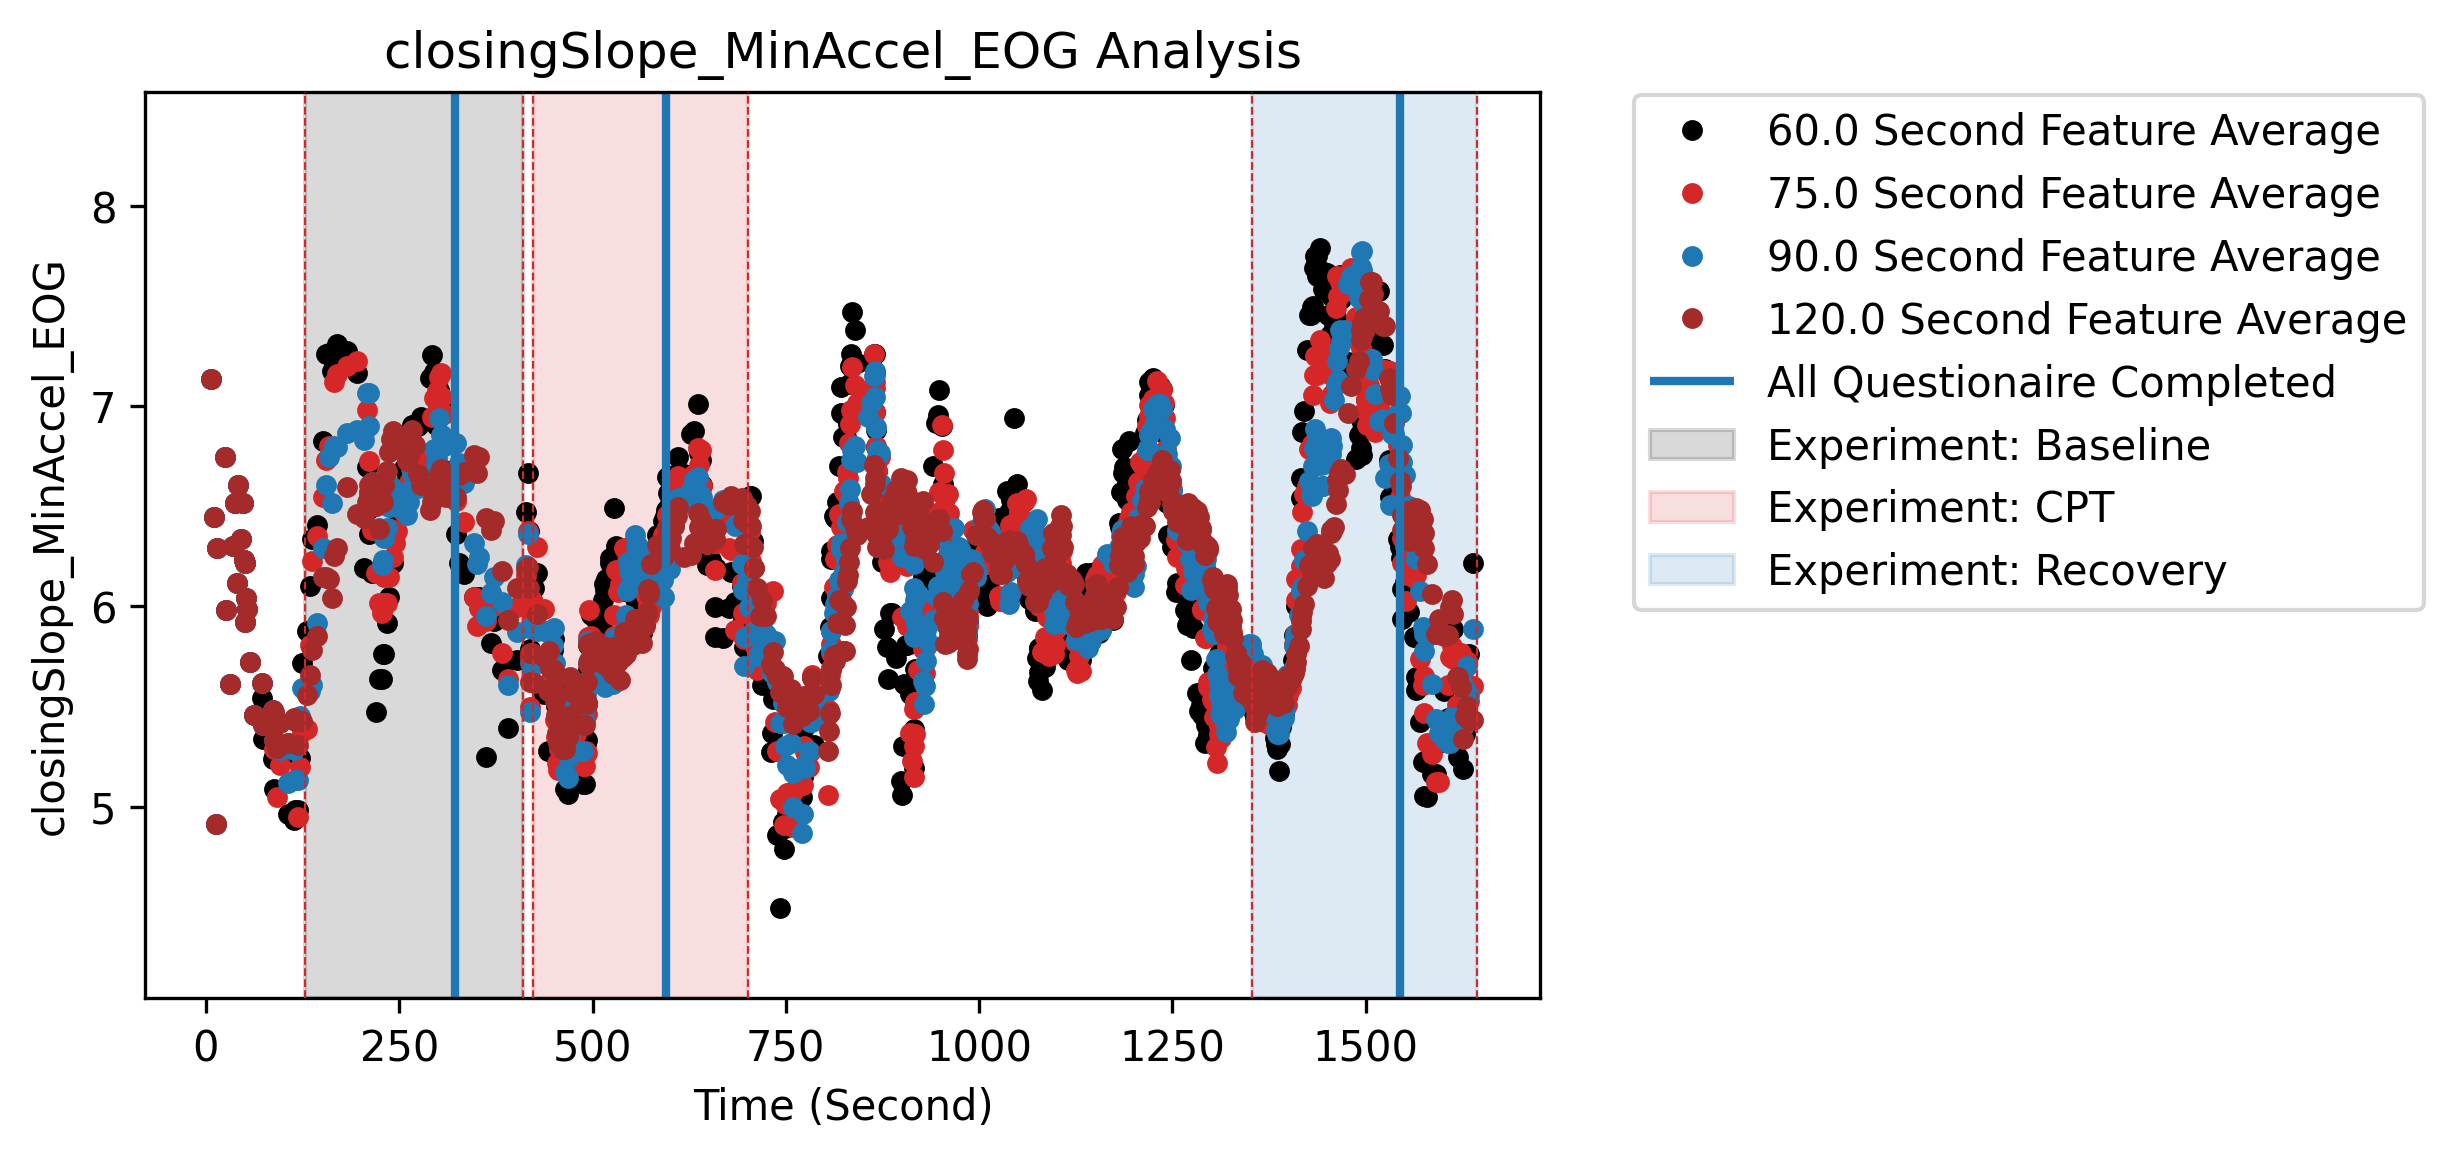 closingSlope_MinAccel_EOG Analysis
closingSlope_MinAccel_EOG
8
7
6
5
0 250 500 750 1000 1250 1500
Time (Second)
60.0 Second Feature Average
75.0 Second Feature Average
90.0 Second Feature Average
120.0 Second Feature Average
All Questionaire Completed
Experiment: Baseline
Experiment: CPT
Experiment: Recovery